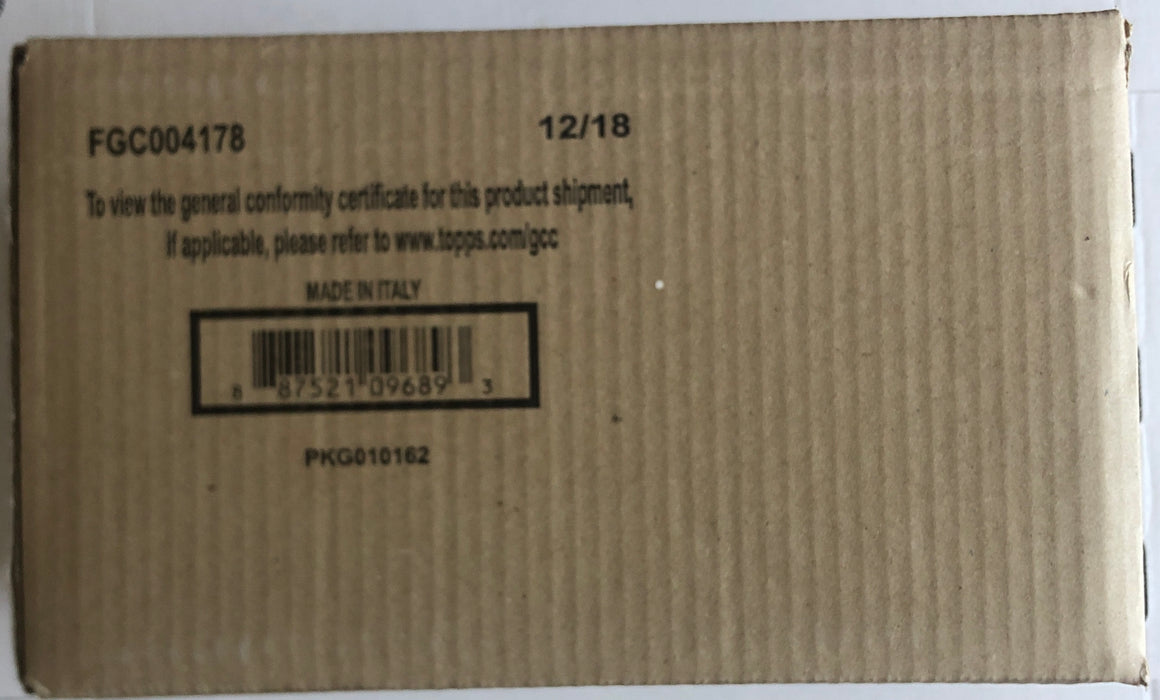 FGC004178 12/18
To view the general conformity certificate for this product shipment,
If applicable, please refer to www.topps.com/gcc
MADE IN ITALY
8 87521 09689 3
PKG010162